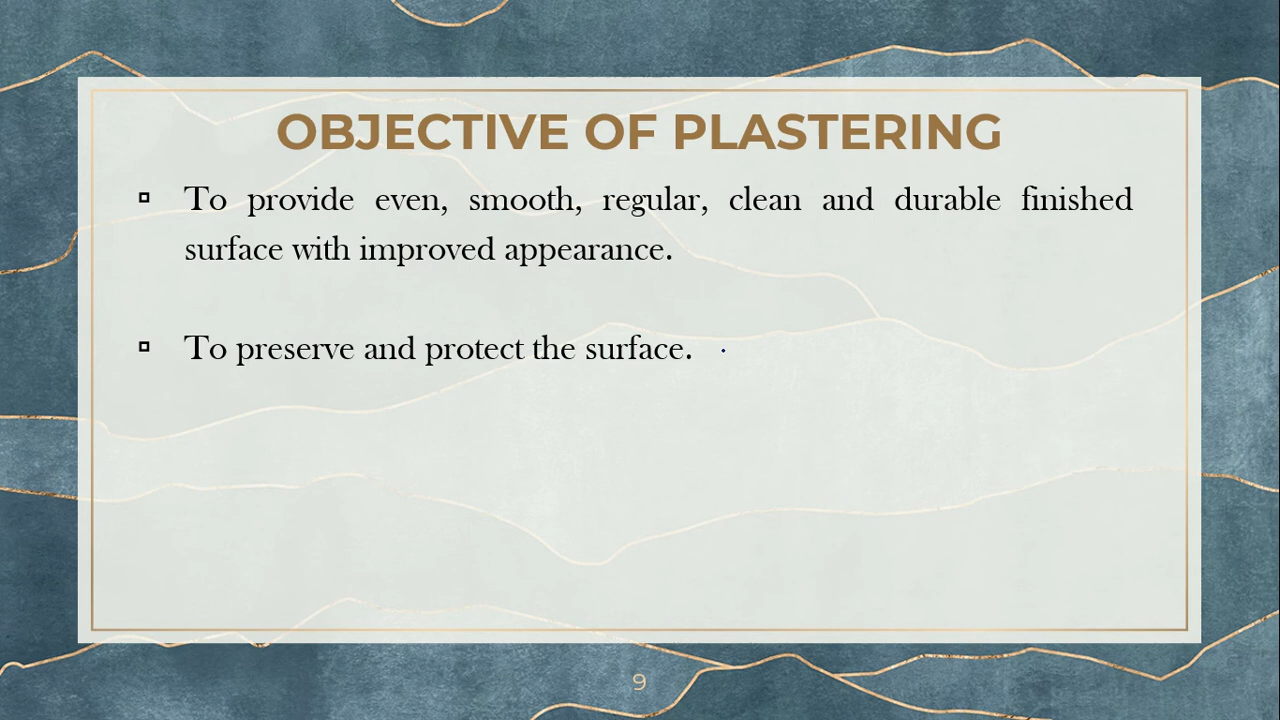 OBJECTIVE OF PLASTERING
▫ To provide even, smooth, regular, clean and durable finished
surface with improved appearance.
▫ To preserve and protect the surface. ·
9